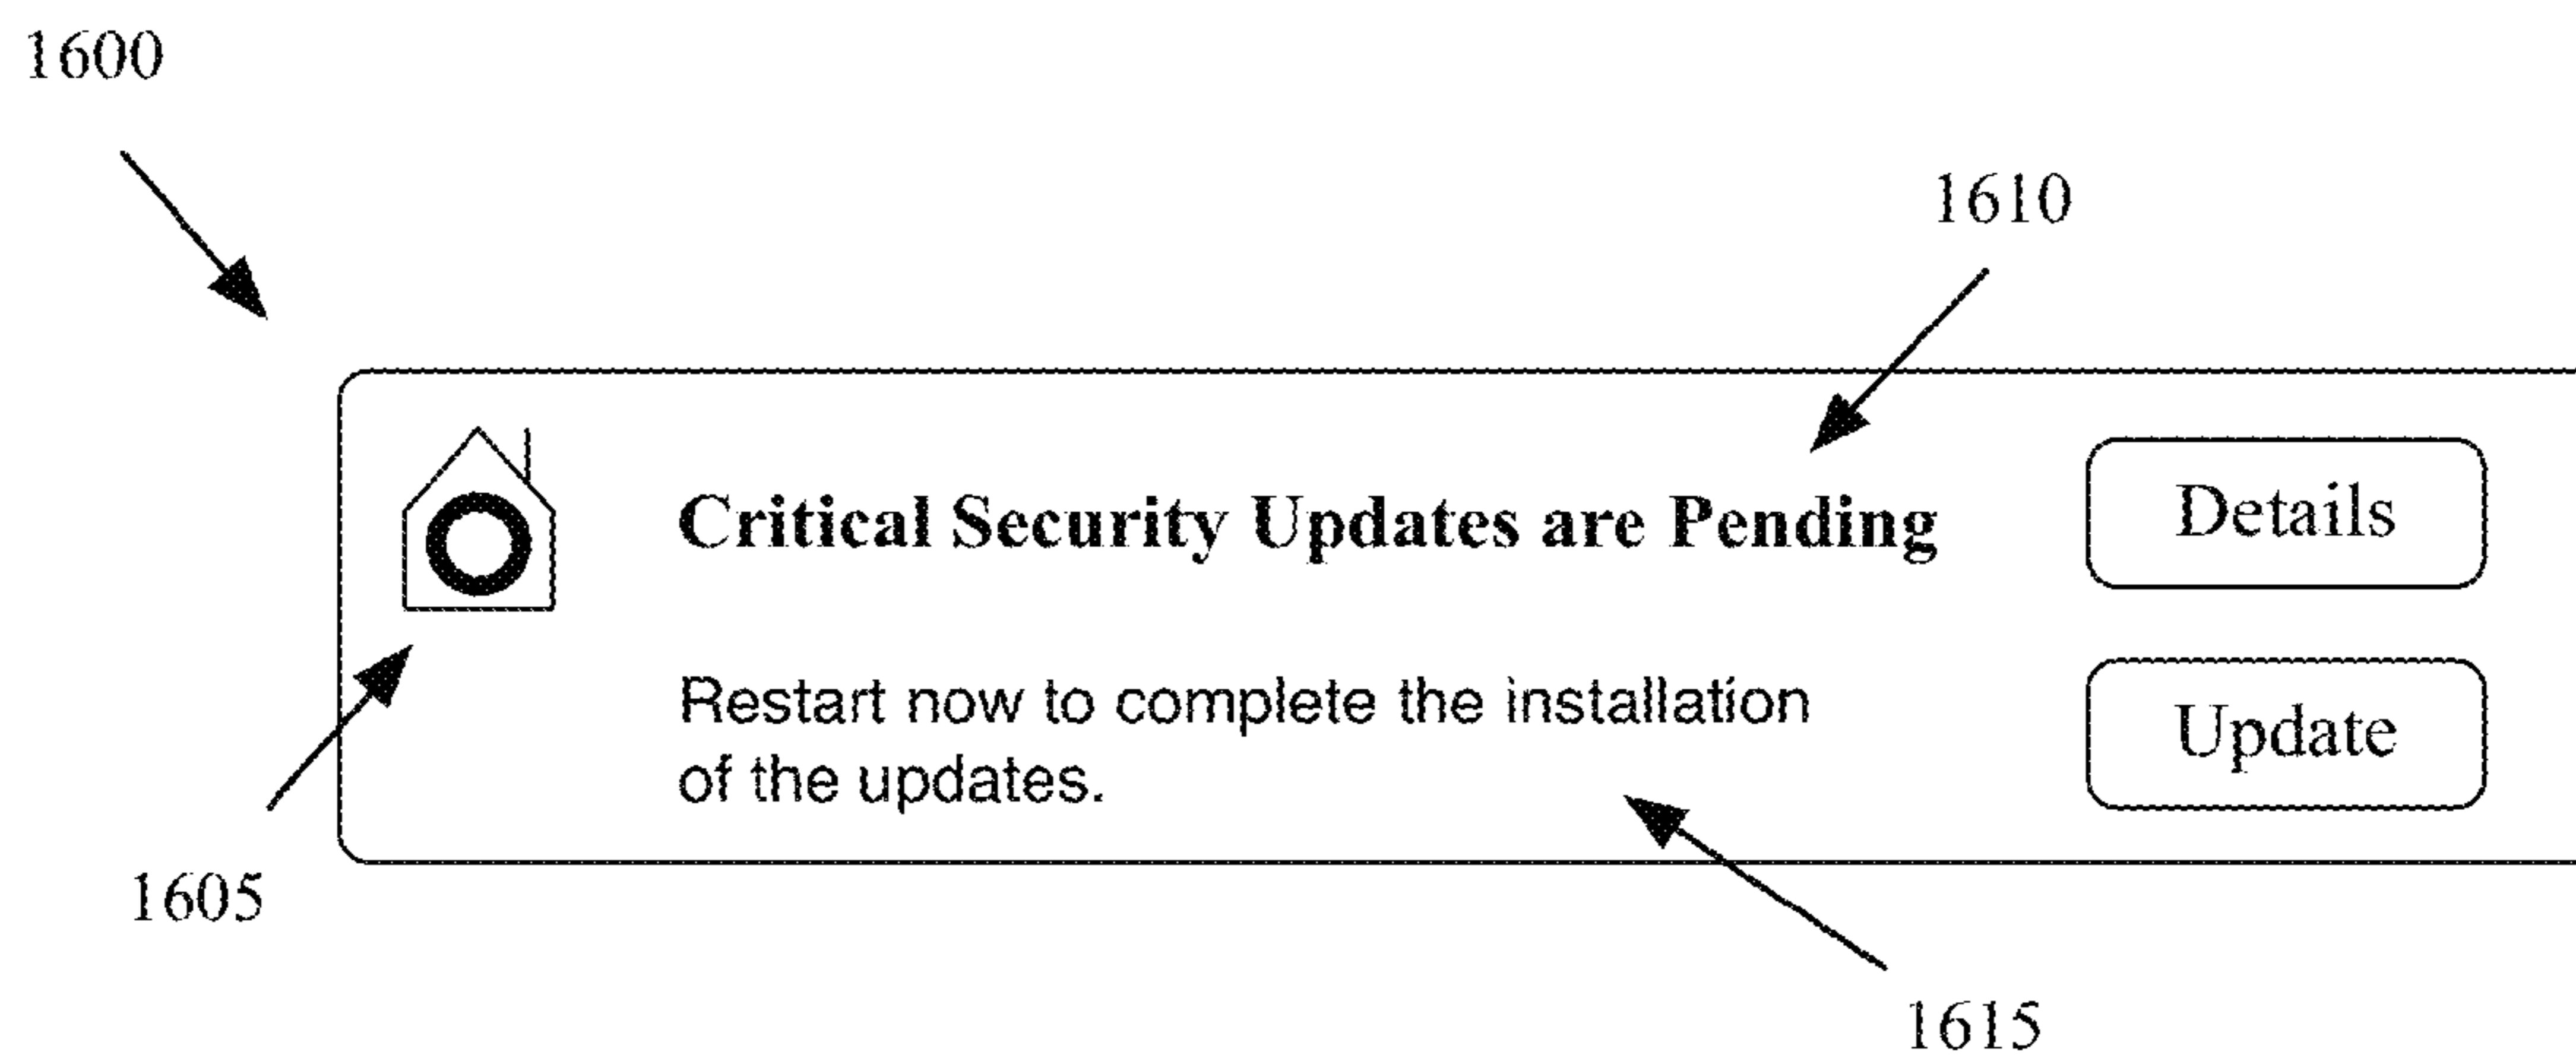 1600
1610
Critical Security Updates are Pending
Details
Restart now to complete the installation
of the updates.
Update
1605
1615